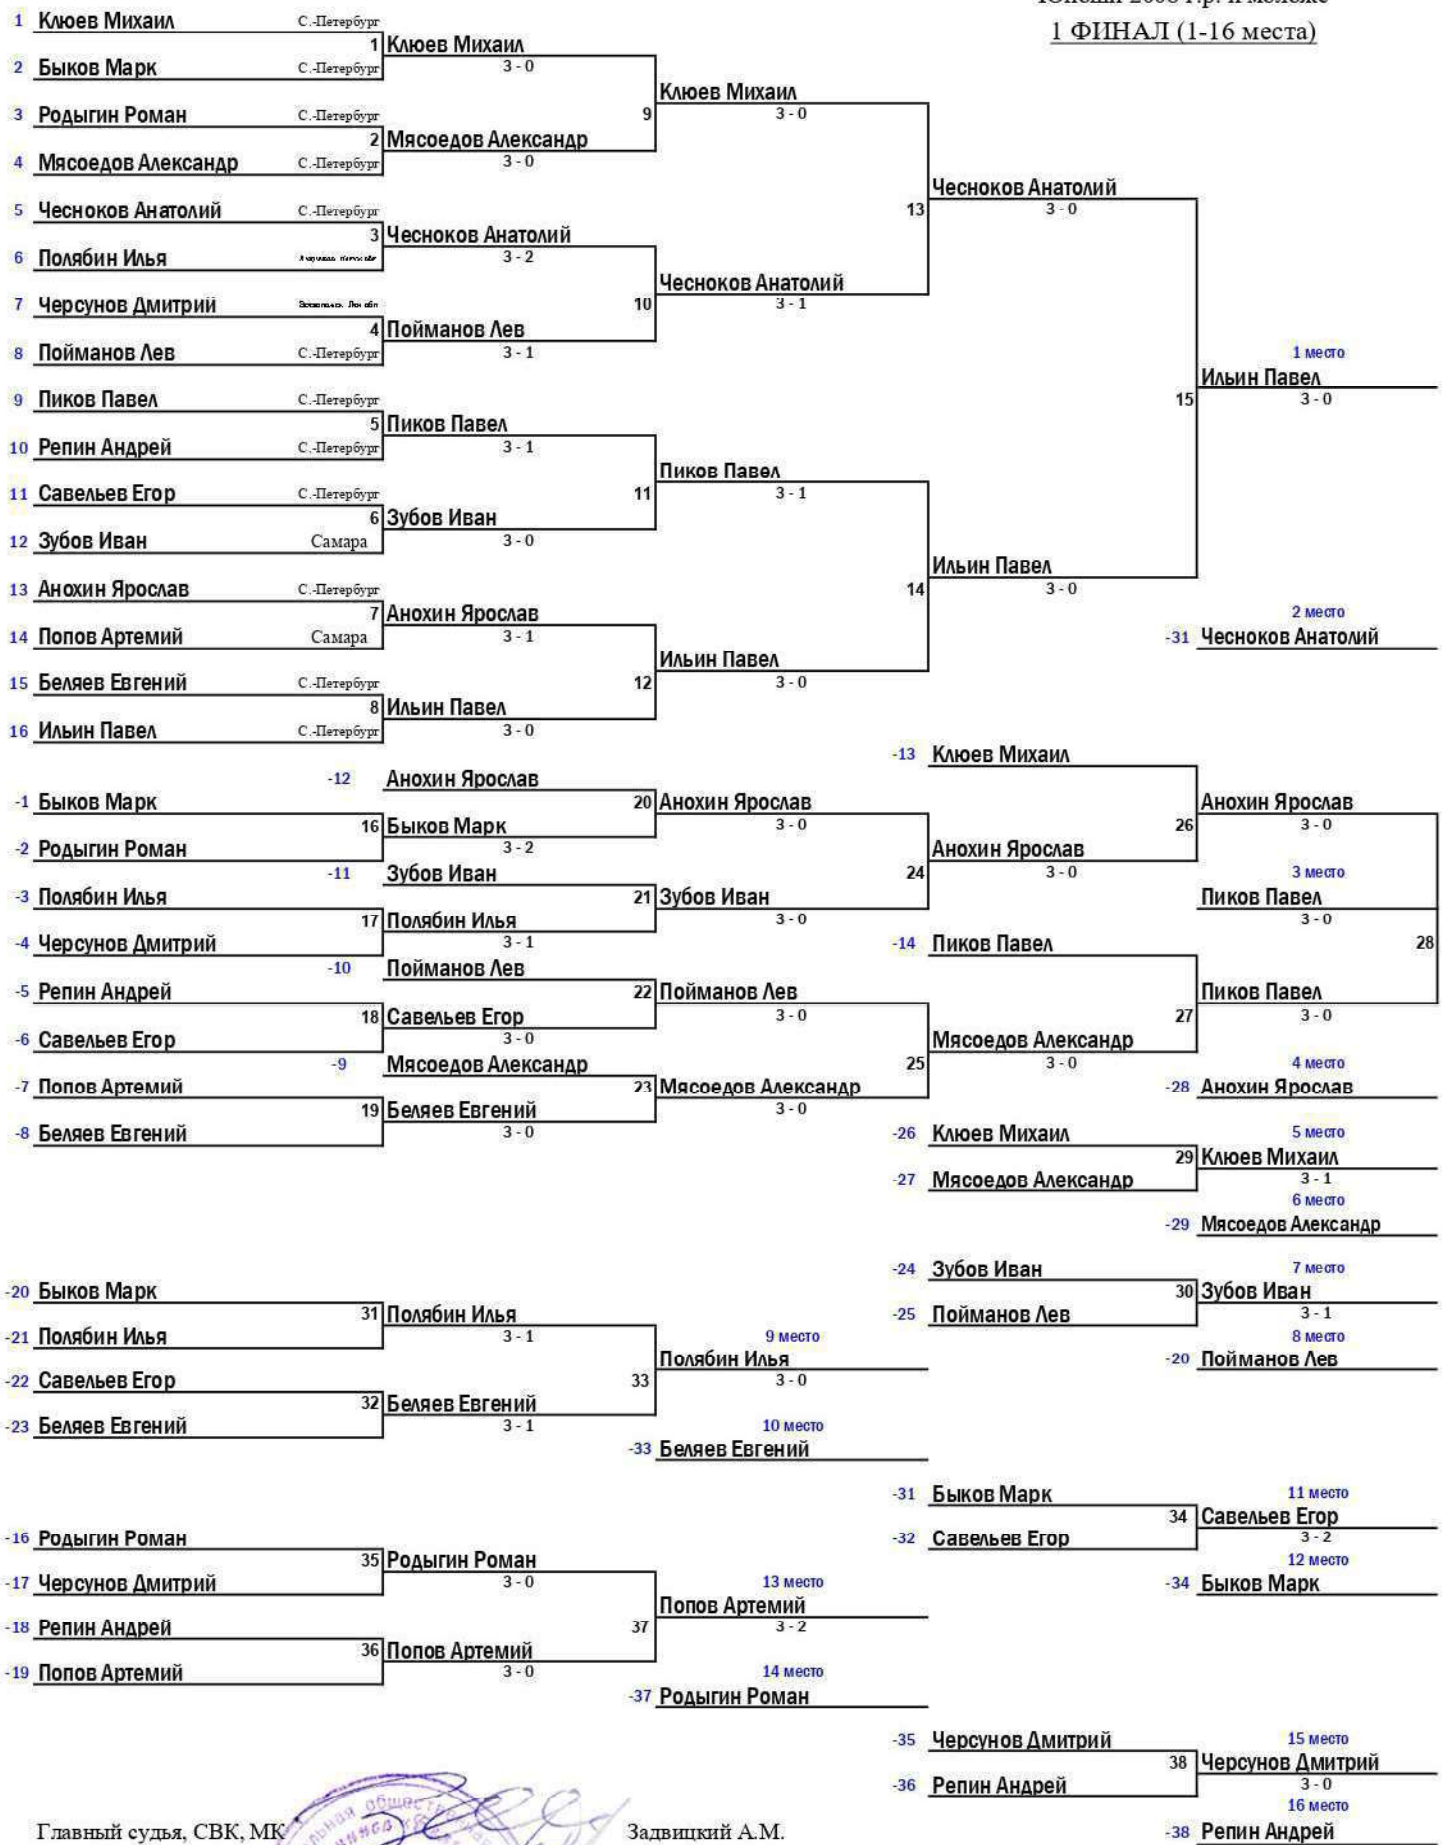 1 ФИНАЛ (1-16 места)
1 Клюев Михаил С.-Петербург
1 Клюев Михаил
2 Быков Марк С.-Петербург
3 - 0
Клюев Михаил
3 Родыгин Роман С.-Петербург
9
3 - 0
2 Мясоедов Александр
4 Мясоедов Александр С.-Петербург
3 - 0
Чесноков Анатолий
5 Чесноков Анатолий С.-Петербург
13
3 - 0
3 Чесноков Анатолий
6 Полябин Илья
3 - 2
Чесноков Анатолий
7 Черсунов Дмитрий
10
3 - 1
4 Пойманов Лев
8 Пойманов Лев С.-Петербург
3 - 1
1 место
Ильин Павел
9 Пиков Павел С.-Петербург
15
3 - 0
5 Пиков Павел
10 Репин Андрей С.-Петербург
3 - 1
Пиков Павел
11 Савельев Егор С.-Петербург
11
3 - 1
6 Зубов Иван
12 Зубов Иван Самара
3 - 0
Ильин Павел
13 Анохин Ярослав С.-Петербург
14
3 - 0
7 Анохин Ярослав
2 место
14 Попов Артемий Самара
3 - 1
-31 Чесноков Анатолий
Ильин Павел
15 Беляев Евгений С.-Петербург
12
3 - 0
8 Ильин Павел
16 Ильин Павел С.-Петербург
3 - 0
-13 Клюев Михаил
-12 Анохин Ярослав
-1 Быков Марк
20 Анохин Ярослав
Анохин Ярослав
16 Быков Марк
3 - 0
26
3 - 0
-2 Родыгин Роман
3 - 2
Анохин Ярослав
-11 Зубов Иван
24
3 - 0
3 место
-3 Полябин Илья
21 Зубов Иван
Пиков Павел
17 Полябин Илья
3 - 0
3 - 0
-4 Черсунов Дмитрий
3 - 1
-14 Пиков Павел
28
-10 Пойманов Лев
-5 Репин Андрей
22 Пойманов Лев
Пиков Павел
18 Савельев Егор
3 - 0
27
3 - 0
-6 Савельев Егор
3 - 0
Мясоедов Александр
-9 Мясоедов Александр
25
3 - 0
4 место
-7 Попов Артемий
23 Мясоедов Александр
-28 Анохин Ярослав
19 Беляев Евгений
3 - 0
-8 Беляев Евгений
3 - 0
-26 Клюев Михаил
5 место
29 Клюев Михаил
-27 Мясоедов Александр
3 - 1
6 место
-29 Мясоедов Александр
-24 Зубов Иван
7 место
-20 Быков Марк
30 Зубов Иван
31 Полябин Илья
-25 Пойманов Лев
3 - 1
-21 Полябин Илья
3 - 1
9 место
8 место
Полябин Илья
-20 Пойманов Лев
-22 Савельев Егор
33
3 - 0
32 Беляев Евгений
-23 Беляев Евгений
3 - 1
10 место
-33 Беляев Евгений
-31 Быков Марк
11 место
34 Савельев Егор
-16 Родыгин Роман
-32 Савельев Егор
3 - 2
35 Родыгин Роман
12 место
-17 Черсунов Дмитрий
3 - 0
13 место
-34 Быков Марк
Попов Артемий
-18 Репин Андрей
37
3 - 2
36 Попов Артемий
-19 Попов Артемий
3 - 0
14 место
-37 Родыгин Роман
-35 Черсунов Дмитрий
15 место
38 Черсунов Дмитрий
-36 Репин Андрей
3 - 0
16 место
Главный судья, СВК, МК Задвицкий А.М.
-38 Репин Андрей